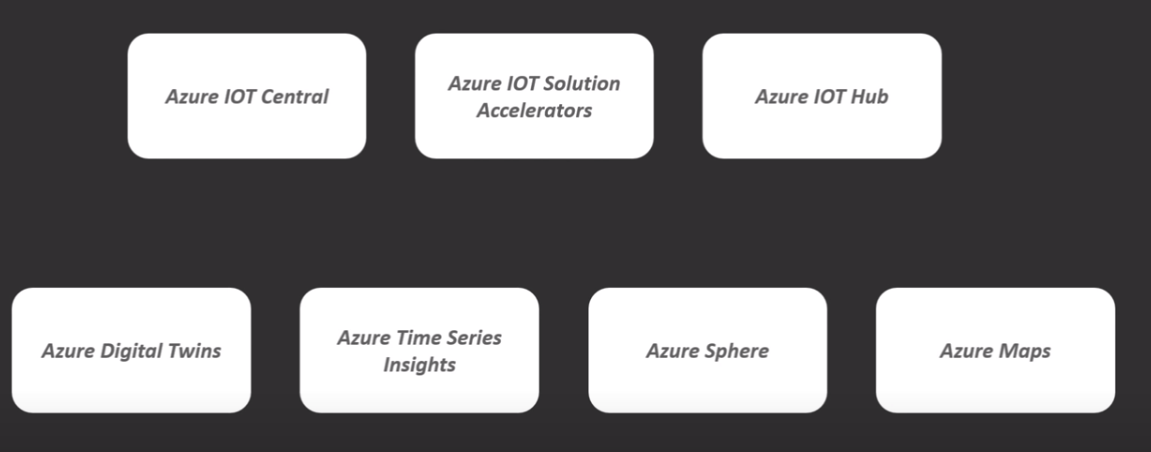 Azure IOT Central
Azure IOT Solution
Accelerators
Azure IOT Hub
Azure Digital Twins
Azure Time Series
Insights
Azure Sphere
Azure Maps